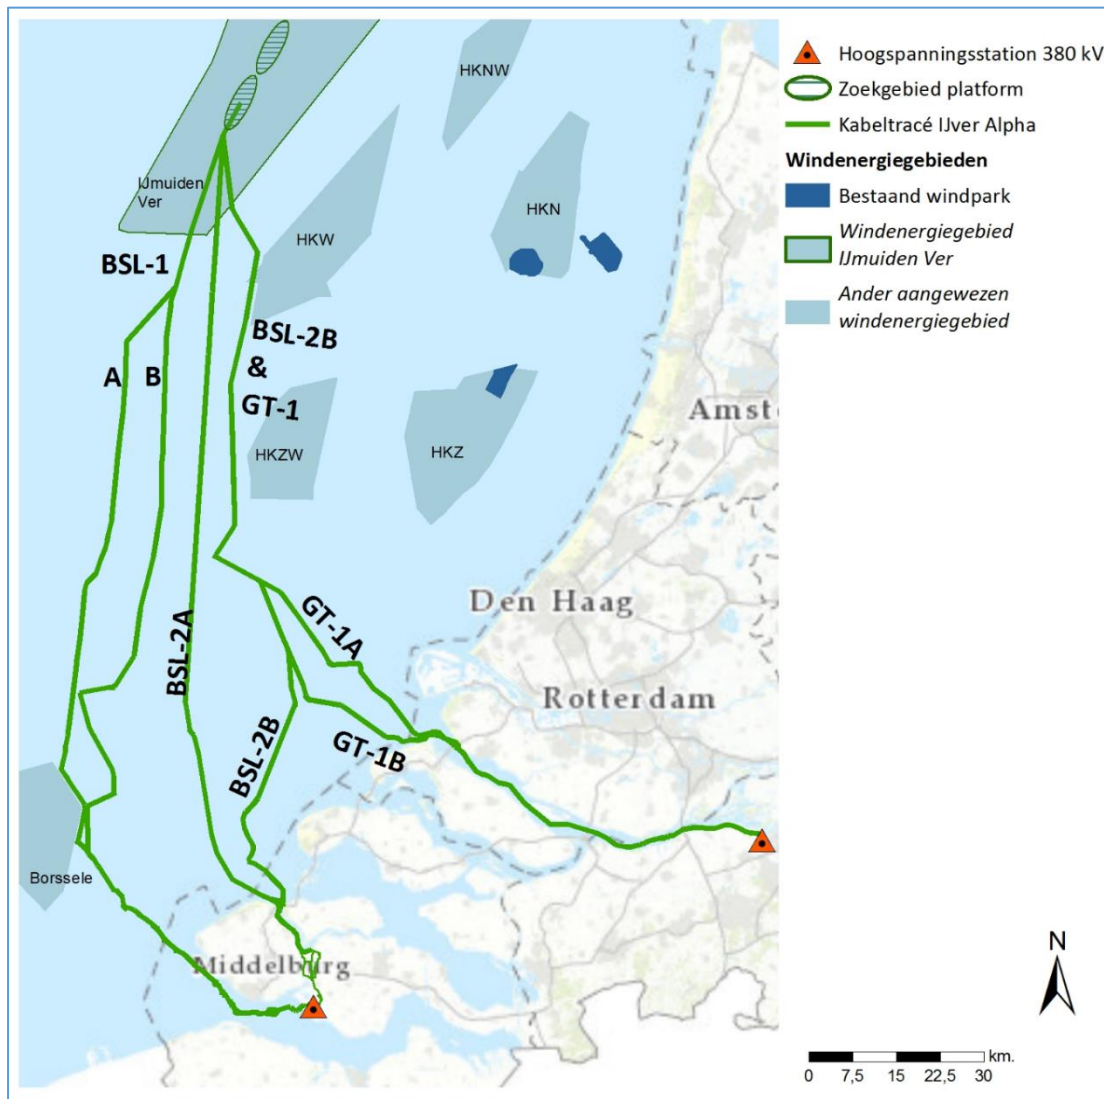 HKNW
IJmuiden
Ver
HKW
HKN
BSL-1
BSL-2B
&
GT-1
A
B
HKZW
HKZ
Amst
Den Haag
GT-1A
BSL-2A
Rotterdam
BSL-2B
GT-1B
Borssele
Middelburg
Hoogspanningsstation 380 kV
Zoekgebied platform
Kabeltracé IJver Alpha
Windenergiegebieden
Bestaand windpark
Windenergiegebied
IJmuiden Ver
Ander aangewezen
windenergiegebied
N
km.
0 7,5 15 22,5 30